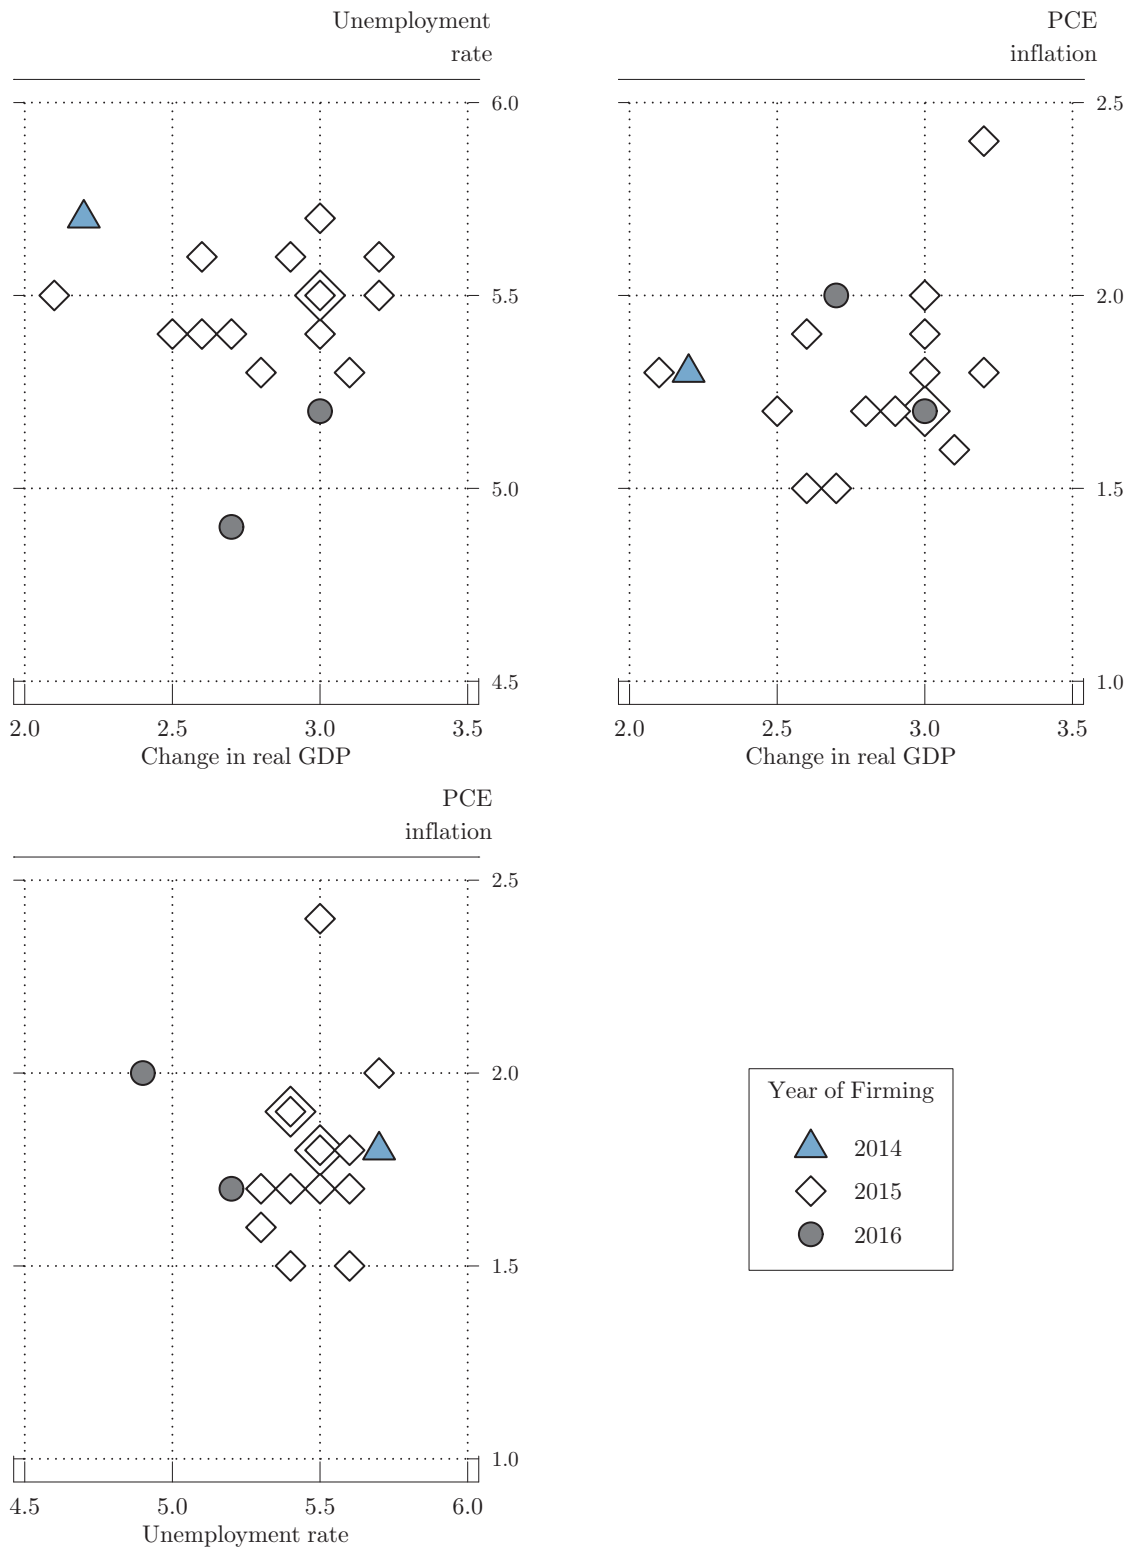 Unemployment
rate
6.0
5.5
5.0
4.5
2.0 2.5 3.0 3.5
Change in real GDP
PCE
inflation
2.5
2.0
1.5
1.0
2.0 2.5 3.0 3.5
Change in real GDP
PCE
inflation
2.5
2.0
1.5
1.0
4.5 5.0 5.5 6.0
Unemployment rate
Year of Firming
2014
2015
2016